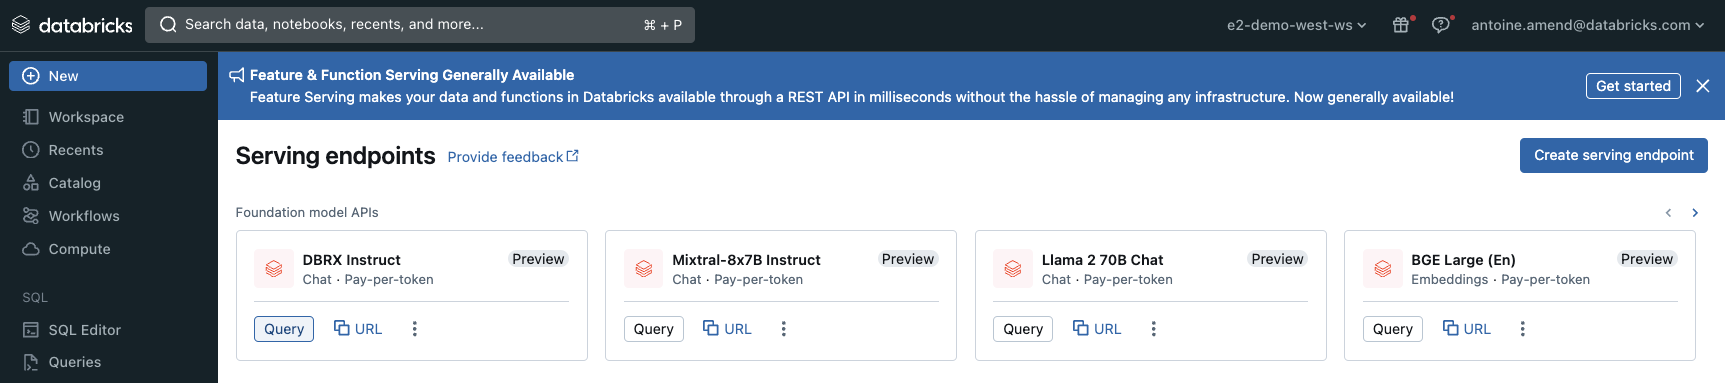 databricks
Search data, notebooks, recents, and more...
⌘ + P
e2-demo-west-ws
antoine.amend@databricks.com
New
Workspace
Recents
Catalog
Workflows
Compute
SQL
SQL Editor
Queries
Feature & Function Serving Generally Available
Feature Serving makes your data and functions in Databricks available through a REST API in milliseconds without the hassle of managing any infrastructure. Now generally available!
Get started
Serving endpoints
Provide feedback
Create serving endpoint
Foundation model APIs
DBRX Instruct
Preview
Chat · Pay-per-token
Query
URL
Mixtral-8x7B Instruct
Preview
Chat · Pay-per-token
Query
URL
Llama 2 70B Chat
Preview
Chat · Pay-per-token
Query
URL
BGE Large (En)
Preview
Embeddings · Pay-per-token
Query
URL